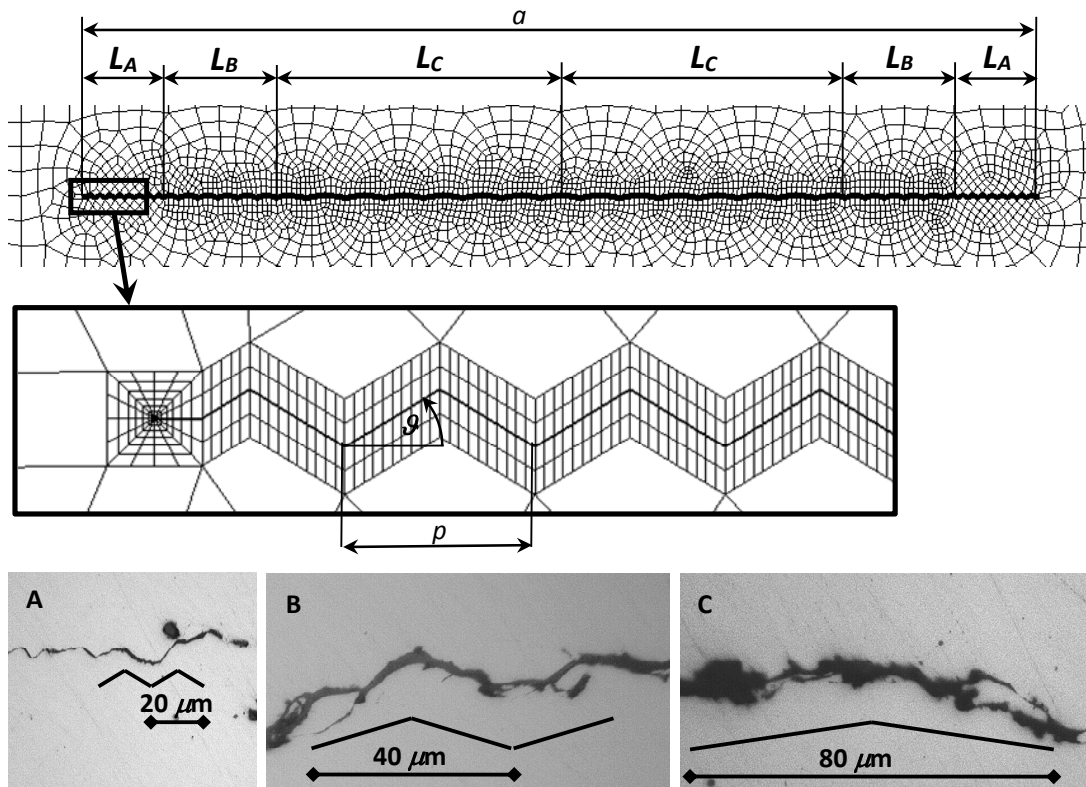 a
L_A L_B L_C L_C L_B L_A
ϑ
p
A B C
20 μm
40 μm
80 μm